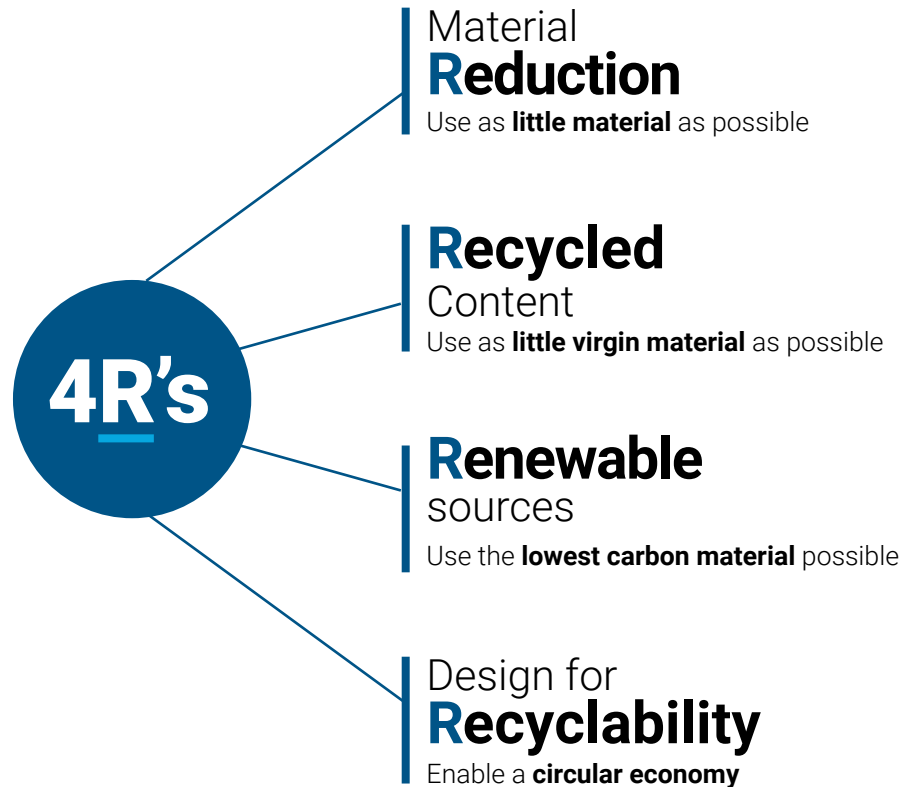 Material
Reduction
Use as little material as possible
Recycled
Content
Use as little virgin material as possible
4R's
Renewable
sources
Use the lowest carbon material possible
Design for
Recyclability
Enable a circular economy